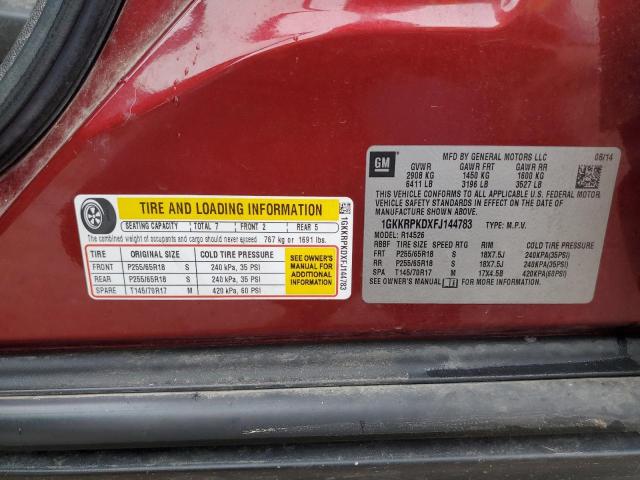 TIRE AND LOADING INFORMATION
SEATING CAPACITY TOTAL 7 FRONT 2 REAR 5
The combined weight of occupants and cargo should never exceed 767 kg or 1691 lbs.
TIRE ORIGINAL SIZE COLD TIRE PRESSURE
FRONT P255/65R18 S 240 kPa, 35 PSI
REAR P255/65R18 S 240 kPa, 35 PSI
SPARE T145/70R17 M 420 kPa, 60 PSI
SEE OWNER'S
MANUAL FOR
ADDITIONAL
INFORMATION
1GKKRPKDXFJ144783
GM
MFD BY GENERAL MOTORS LLC 08/14
GVWR GAWR FRT GAWR RR
2908 KG 1450 KG 1600 KG
6411 LB 3196 LB 3527 LB
THIS VEHICLE CONFORMS TO ALL APPLICABLE U.S. FEDERAL MOTOR
VEHICLE SAFETY STANDARDS IN EFFECT ON THE DATE OF
MANUFACTURE SHOWN ABOVE.
1GKKRPKDXFJ144783 TYPE: M.P.V.
MODEL: R14526
RBBF TIRE SIZE SPEED RTG RIM COLD TIRE PRESSURE
FRT P255/65R18 S 18X7.5J 240KPA(35PSI)
RR P255/65R18 S 18X7.5J 240KPA(35PSI)
SPA T145/70R17 M 17X4.5B 420KPA(60PSI)
SEE OWNER'S MANUAL FOR MORE INFORMATION.